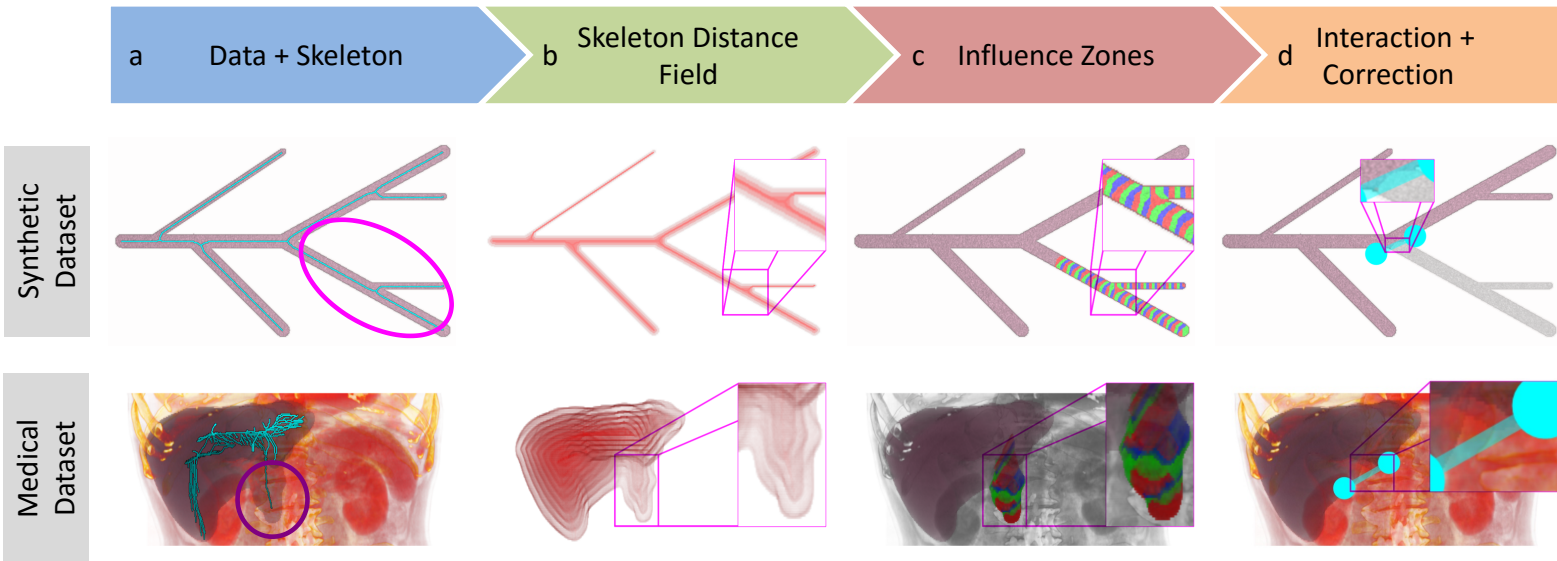 a Data + Skeleton
b Skeleton Distance
Field
c Influence Zones
d Interaction +
Correction
Synthetic
Dataset
Medical
Dataset